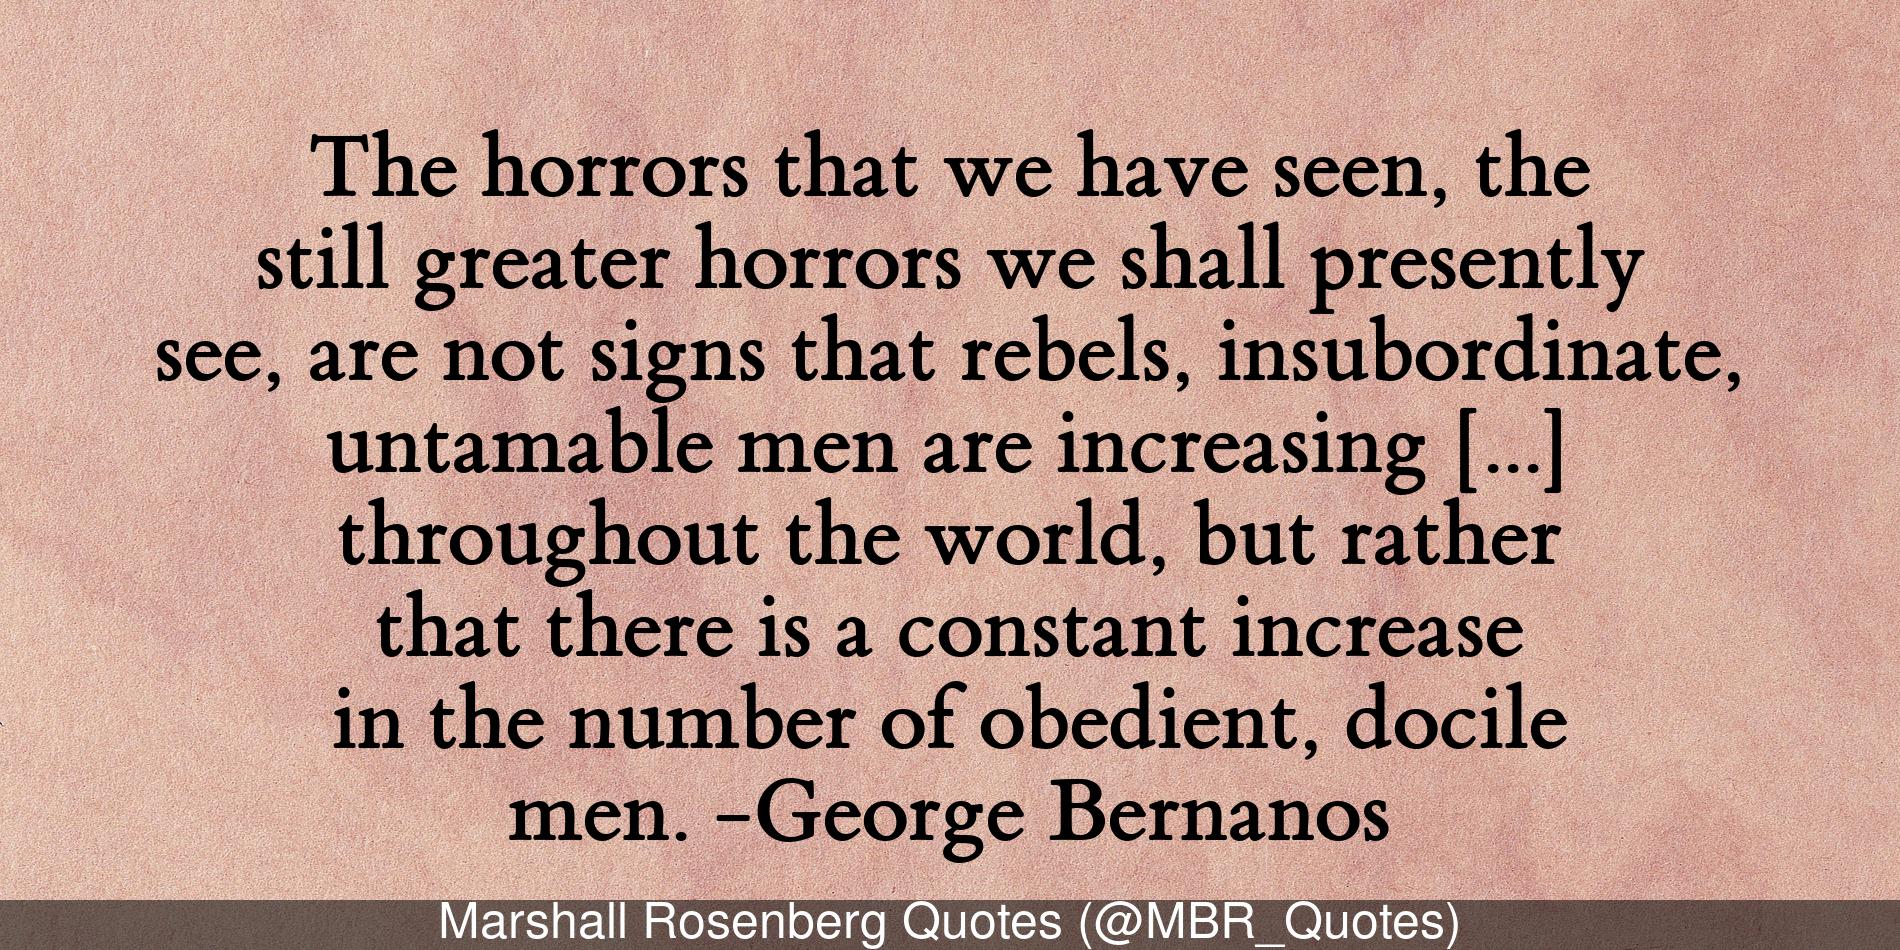 The horrors that we have seen, the
still greater horrors we shall presently
see, are not signs that rebels, insubordinate,
untamable men are increasing [...]
throughout the world, but rather
that there is a constant increase
in the number of obedient, docile
men. -George Bernanos
Marshall Rosenberg Quotes (@MBR_Quotes)